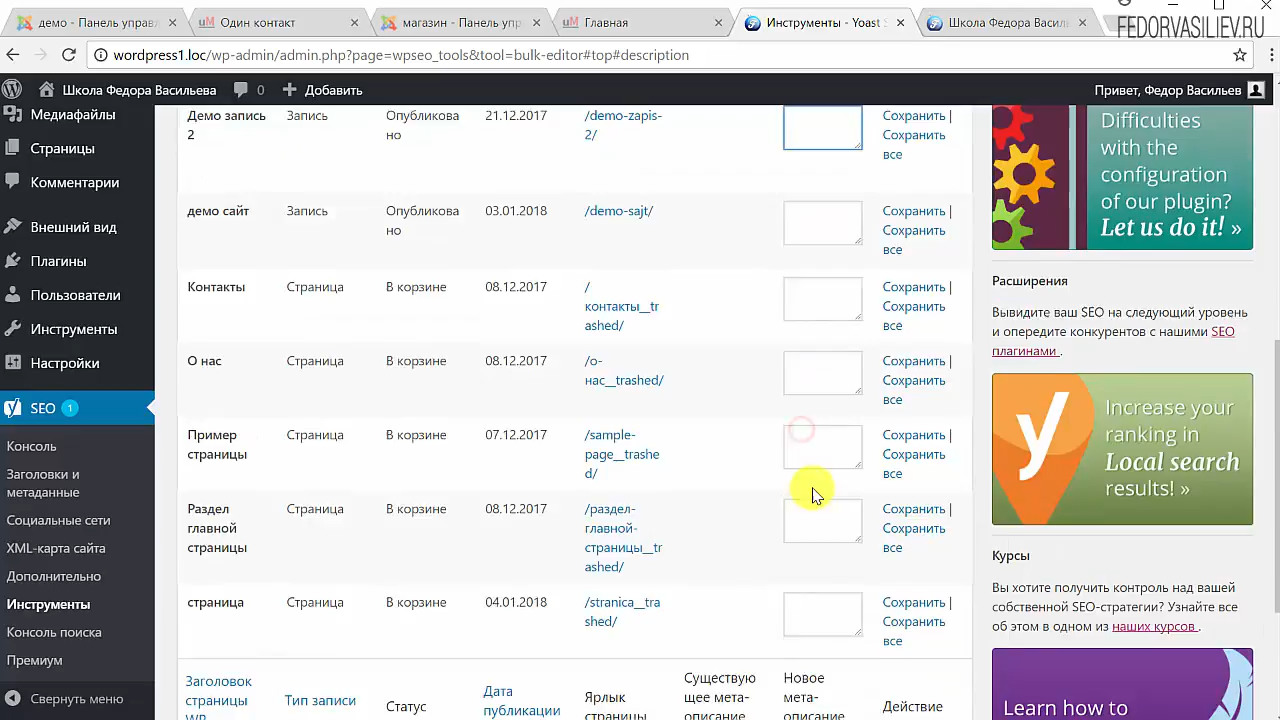 демо - Панель управл
Один контакт
магазин - Панель упр
Главная
Инструменты - Yoast S
Школа Федора Васил
FEDORVASILIEV.RU
wordpress1.loc/wp-admin/admin.php?page=wpseo_tools&tool=bulk-editor#top#description
Школа Федора Васильева
0
Добавить
Привет, Федор Васильев
Медиафайлы
Страницы
Комментарии
Внешний вид
Плагины
Пользователи
Инструменты
Настройки
SEO 1
Консоль
Заголовки и
метаданные
Социальные сети
XML-карта сайта
Дополнительно
Инструменты
Консоль поиска
Премиум
Свернуть меню
Демо запись
2
Запись
Опубликова
но
21.12.2017
/demo-zapis-
2/
Сохранить |
Сохранить
все
демо сайт
Запись
Опубликова
но
03.01.2018
/demo-sajt/
Сохранить |
Сохранить
все
Контакты
Страница
В корзине
08.12.2017
/
контакты__tr
ashed/
Сохранить |
Сохранить
все
О нас
Страница
В корзине
08.12.2017
/о-
нас__trashed/
Сохранить |
Сохранить
все
Пример
страницы
Страница
В корзине
07.12.2017
/sample-
page__trashe
d/
Сохранить |
Сохранить
все
Раздел
главной
страницы
Страница
В корзине
08.12.2017
/раздел-
главной-
страницы__tr
ashed/
Сохранить |
Сохранить
все
страница
Страница
В корзине
04.01.2018
/stranica__tra
shed/
Сохранить |
Сохранить
все
Заголовок
страницы
WP
Тип записи
Статус
Дата
публикации
Ярлык
страницы
Существую
щее мета-
описание
Новое
мета-
описание
Действие
Difficulties
with the
configuration
of our plugin?
Let us do it! »
Расширения
Выведите ваш SEO на следующий уровень
и опередите конкурентов с нашими SEO
плагинами .
Increase your
ranking in
Local search
results! »
Курсы
Вы хотите получить контроль над вашей
собственной SEO-стратегии? Узнайте все
об этом в одном из наших курсов .
Learn how to